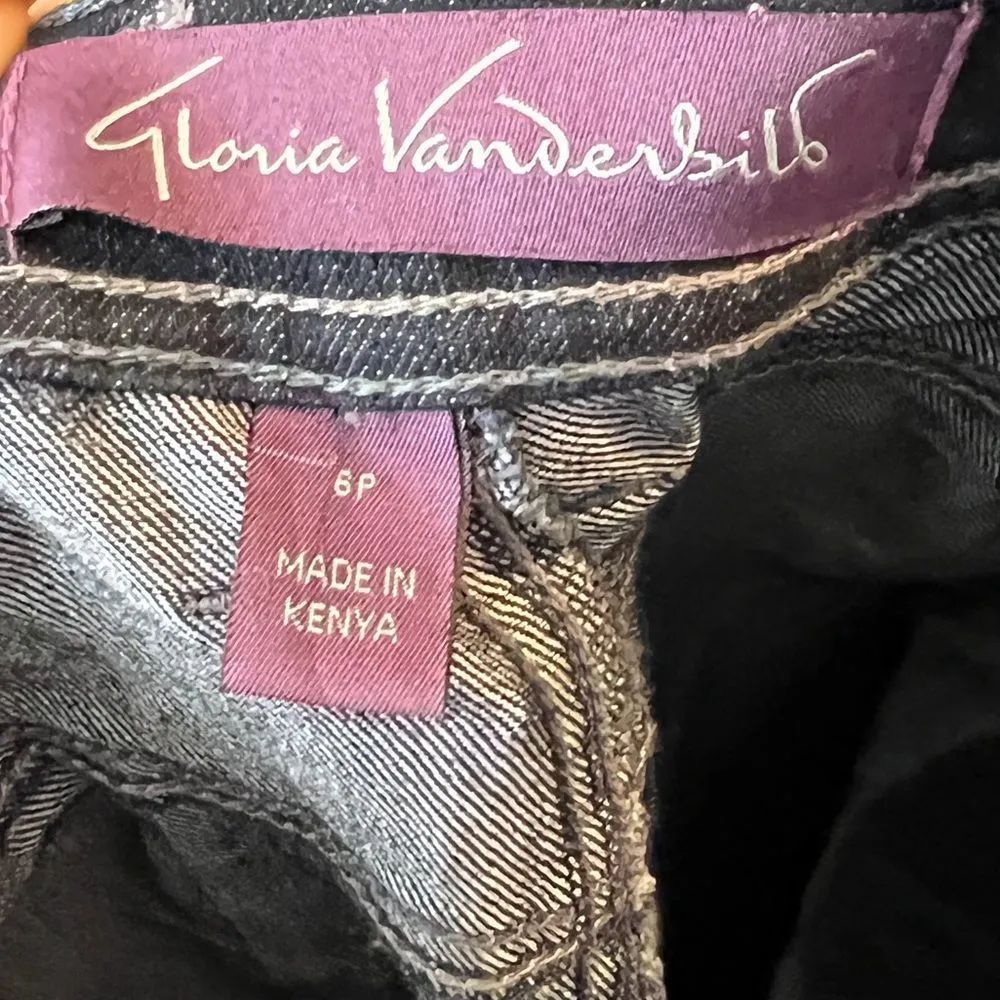 Gloria Vanderbilt
6P
MADE IN
KENYA